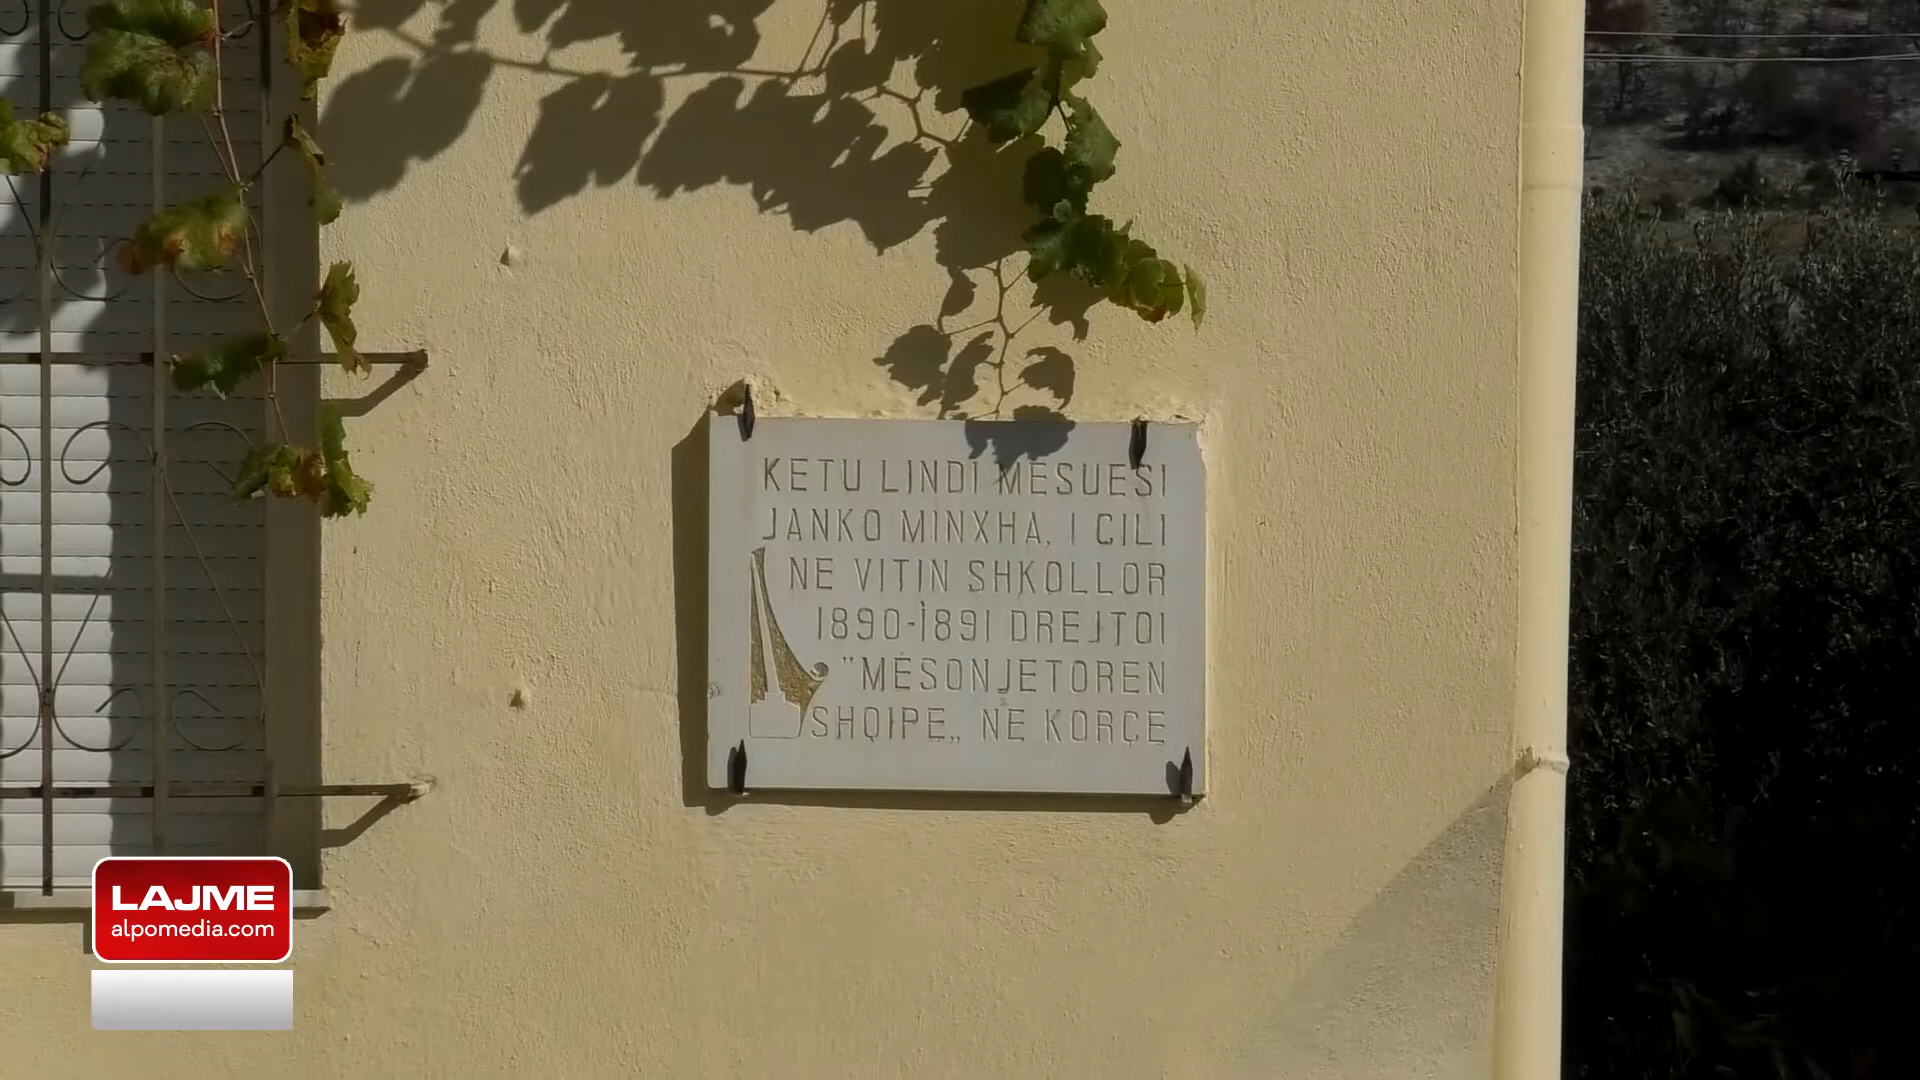 KETU LINDI MESUESI
JANKO MINXHA, I CILI
NE VITIN SHKOLLOR
1890-1891 DREJTOI
"MESONJETOREN
SHQIPE„ NE KORÇE
LAJME
alpomedia.com